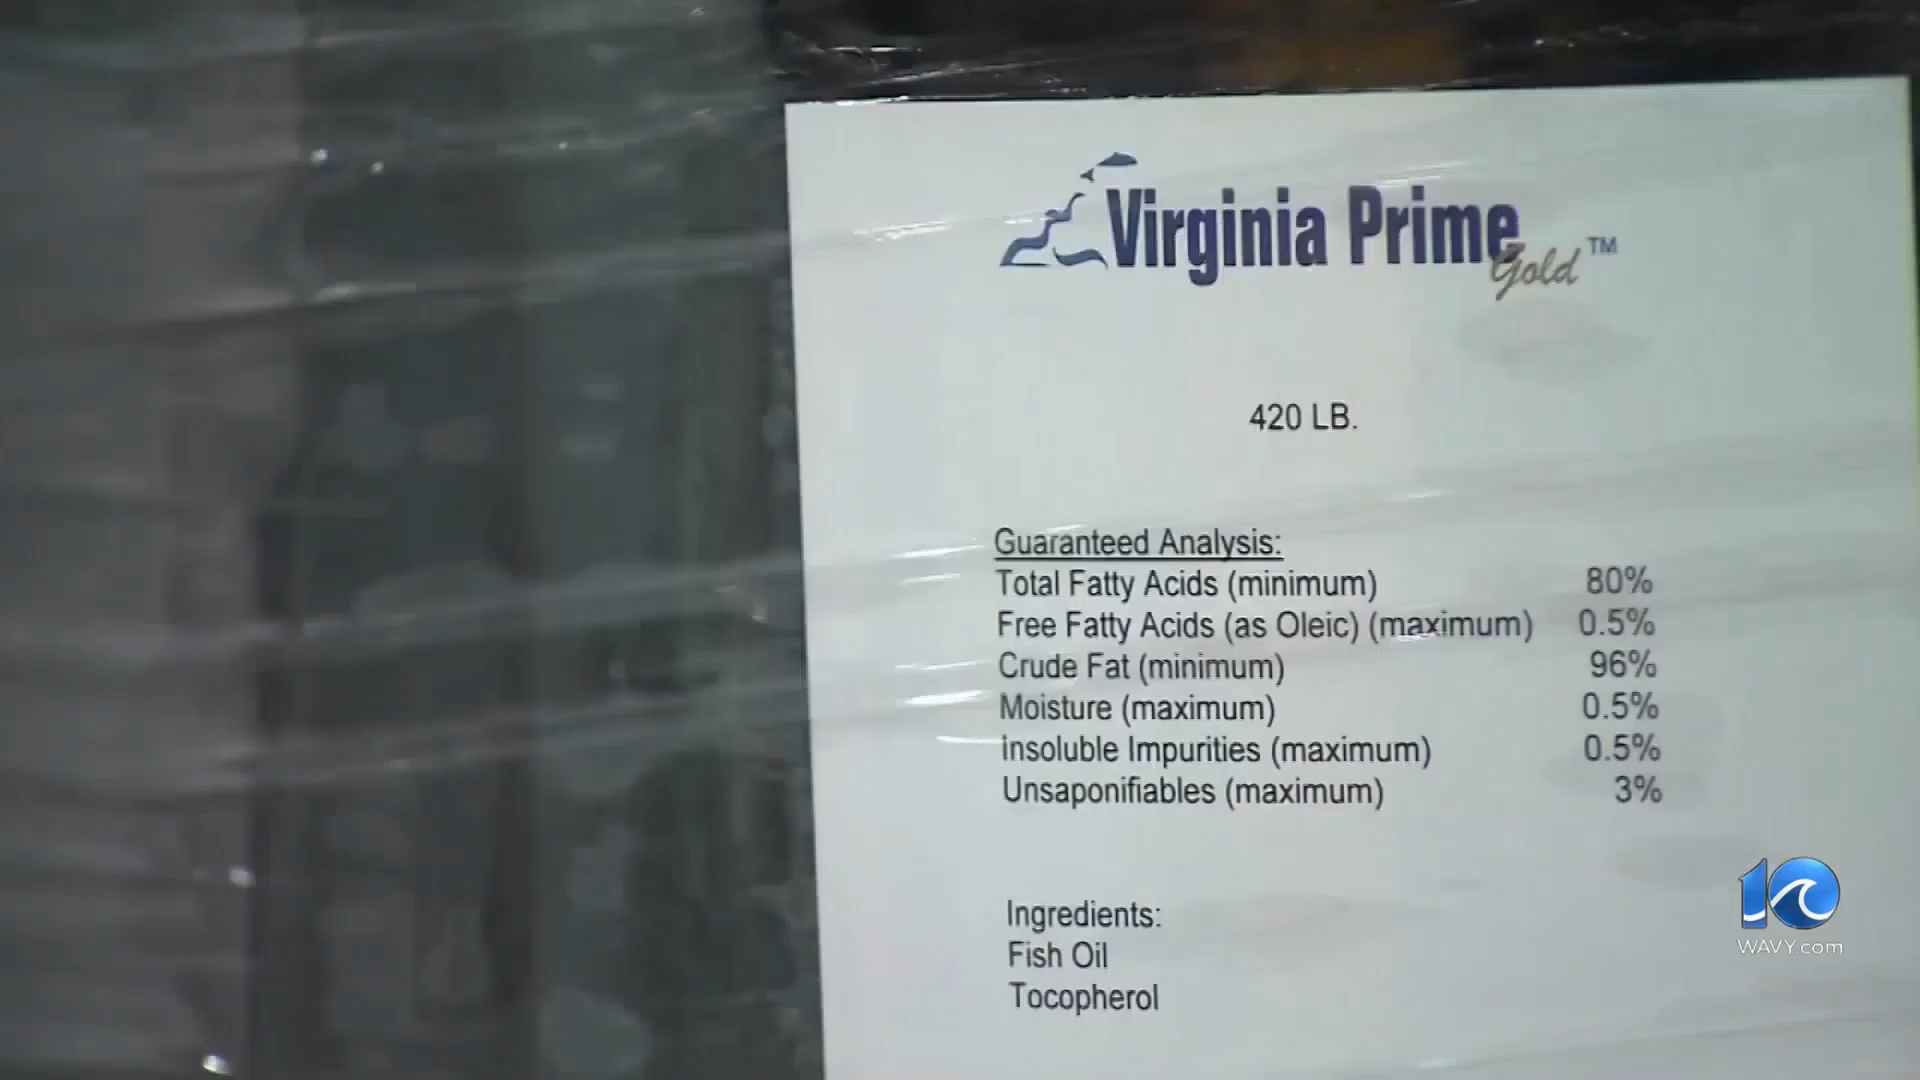 Virginia Prime
Gold™
420 LB.
Guaranteed Analysis:
Total Fatty Acids (minimum) 80%
Free Fatty Acids (as Oleic) (maximum) 0.5%
Crude Fat (minimum) 96%
Moisture (maximum) 0.5%
Insoluble Impurities (maximum) 0.5%
Unsaponifiables (maximum) 3%
Ingredients:
Fish Oil
Tocopherol
10
WAVY.com